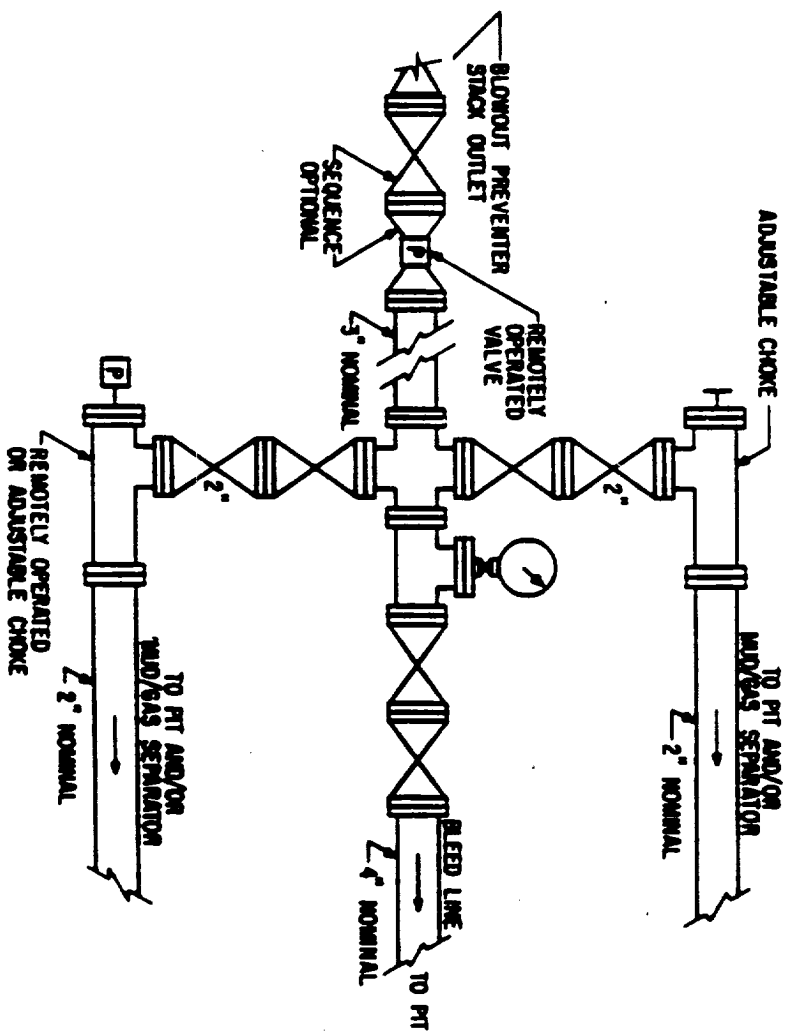 BLOWOUT PREVENTER
STACK OUTLET
SEQUENCE
OPTIONAL
P
REMOTELY
OPERATED
VALVE
3" NOMINAL
ADJUSTABLE CHOKE
2"
TO PIT AND/OR
MUD/GAS SEPARATOR
2" NOMINAL
BLEED LINE
4" NOMINAL
TO PIT
P
2"
REMOTELY OPERATED
OR ADJUSTABLE CHOKE
TO PIT AND/OR
MUD/GAS SEPARATOR
2" NOMINAL